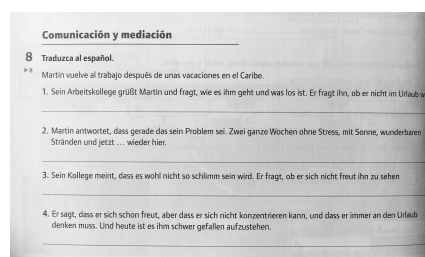 Comunicación y mediación
8 Traduzca al español.
Martin vuelve al trabajo después de unas vacaciones en el Caribe.
1. Sein Arbeitskollege grüßt Martin und fragt, wie es ihm geht und was los ist. Er fragt ihn, ob er nicht im Urlaub w
2. Martin antwortet, dass gerade das sein Problem sei. Zwei ganze Wochen ohne Stress, mit Sonne, wunderbaren
Stränden und jetzt ... wieder hier.
3. Sein Kollege meint, dass es wohl nicht so schlimm sein wird. Er fragt, ob er sich nicht freut ihn zu sehen
4. Er sagt, dass er sich schon freut, aber dass er sich nicht konzentrieren kann, und dass er immer an den Urlaub
denken muss. Und heute ist es ihm schwer gefallen aufzustehen.